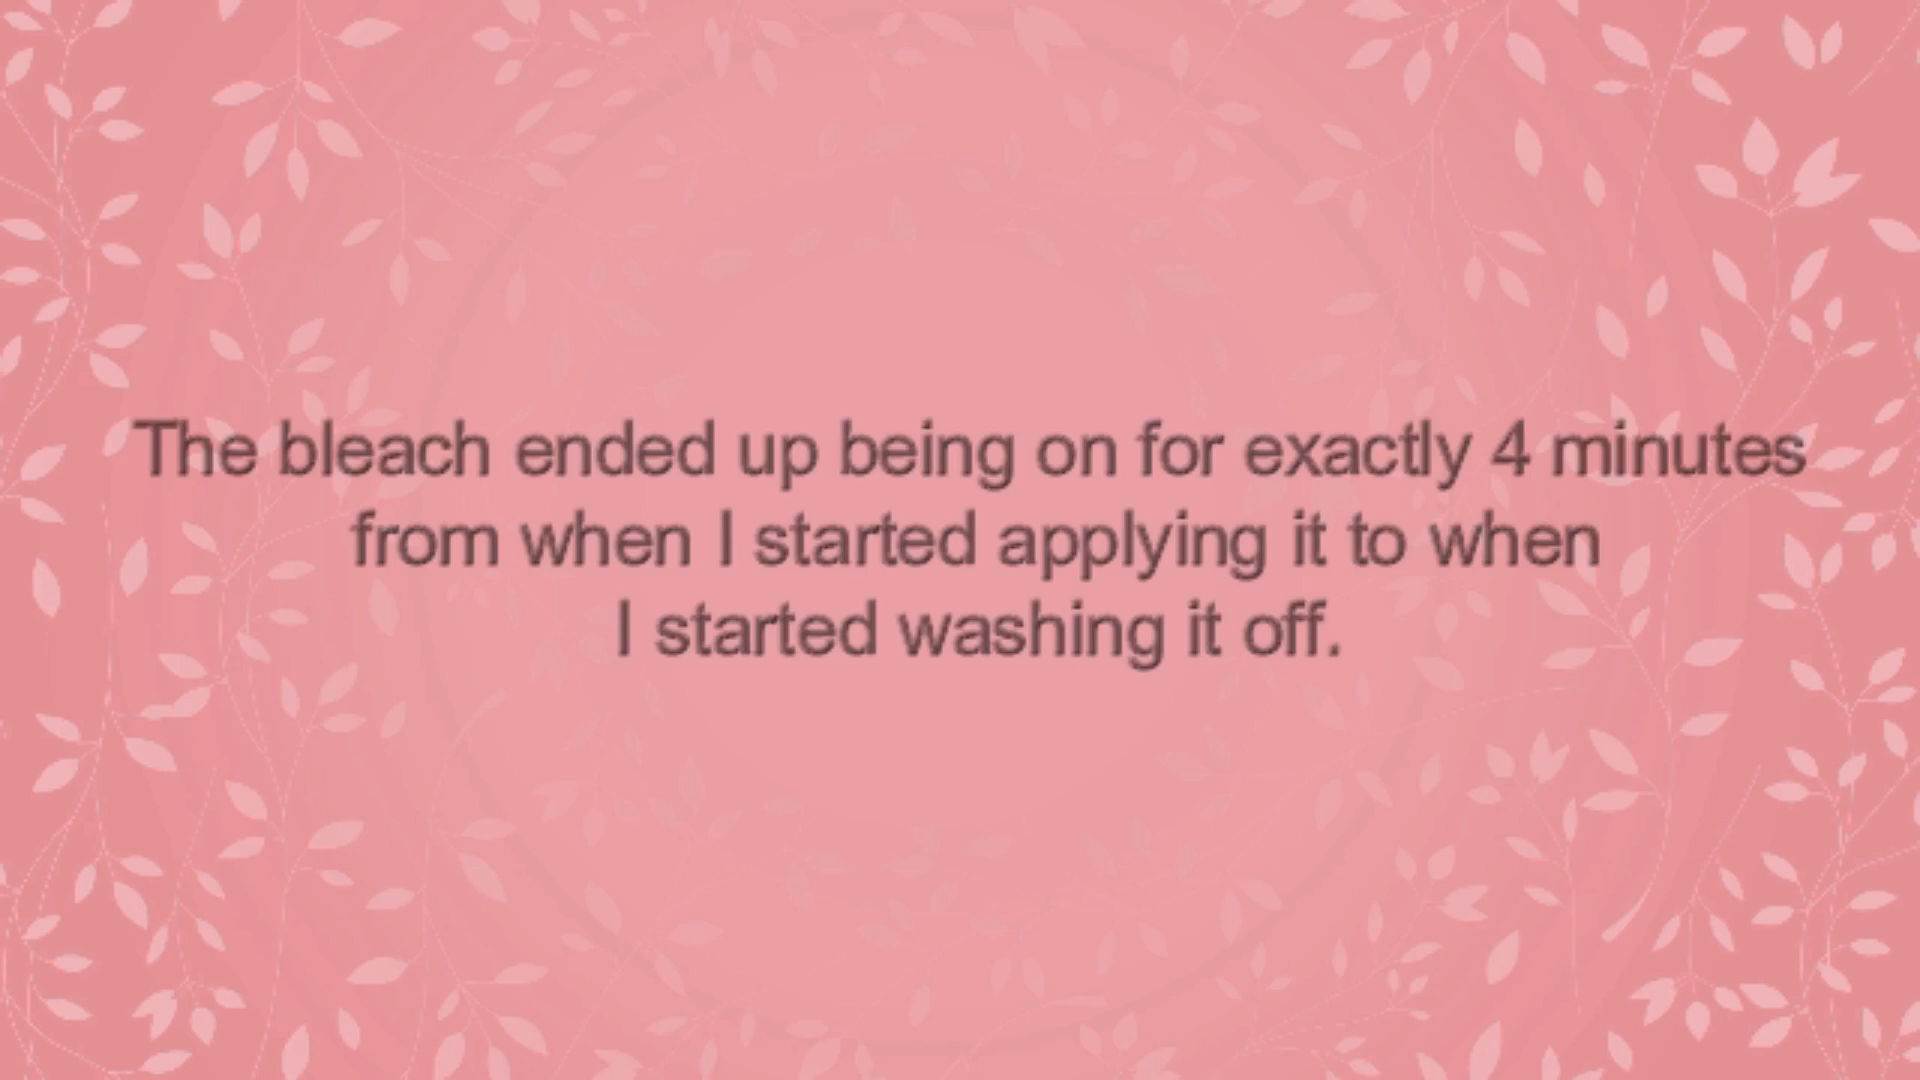 The bleach ended up being on for exactly 4 minutes
from when I started applying it to when
I started washing it off.